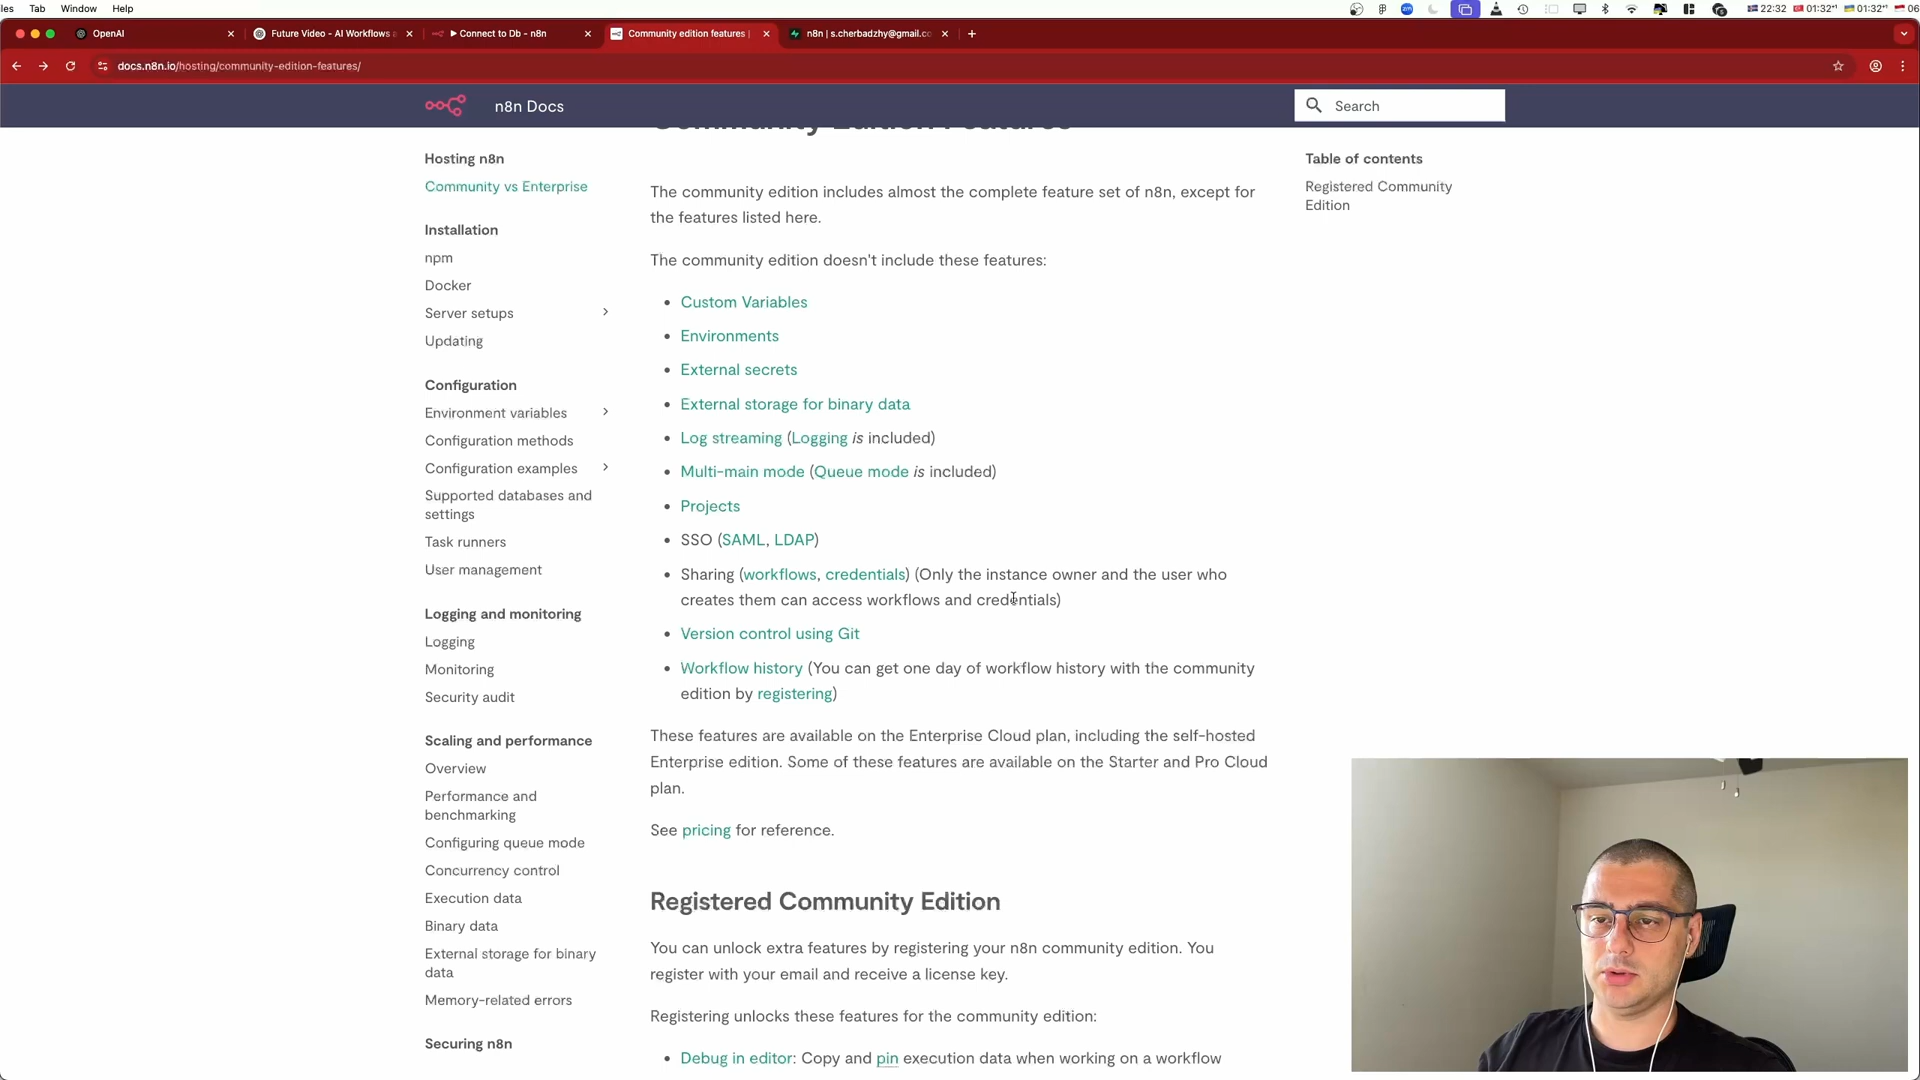 les Tab Window Help 22:32 01:32+1 01:32+1 06
OpenAI
Future Video - AI Workflows a
Connect to Db - n8n
Community edition features |
n8n | s.cherbadzhy@gmail.co
docs.n8n.io/hosting/community-edition-features/
n8n Docs
Search
Community Edition Features
Hosting n8n
Community vs Enterprise
Installation
npm
Docker
Server setups
Updating
Configuration
Environment variables
Configuration methods
Configuration examples
Supported databases and
settings
Task runners
User management
Logging and monitoring
Logging
Monitoring
Security audit
Scaling and performance
Overview
Performance and
benchmarking
Configuring queue mode
Concurrency control
Execution data
Binary data
External storage for binary
data
Memory-related errors
Securing n8n
The community edition includes almost the complete feature set of n8n, except for
the features listed here.
The community edition doesn't include these features:
• Custom Variables
• Environments
• External secrets
• External storage for binary data
• Log streaming (Logging is included)
• Multi-main mode (Queue mode is included)
• Projects
• SSO (SAML, LDAP)
• Sharing (workflows, credentials) (Only the instance owner and the user who
creates them can access workflows and credentials)
• Version control using Git
• Workflow history (You can get one day of workflow history with the community
edition by registering)
These features are available on the Enterprise Cloud plan, including the self-hosted
Enterprise edition. Some of these features are available on the Starter and Pro Cloud
plan.
See pricing for reference.
Registered Community Edition
You can unlock extra features by registering your n8n community edition. You
register with your email and receive a license key.
Registering unlocks these features for the community edition:
• Debug in editor: Copy and pin execution data when working on a workflow
Table of contents
Registered Community
Edition